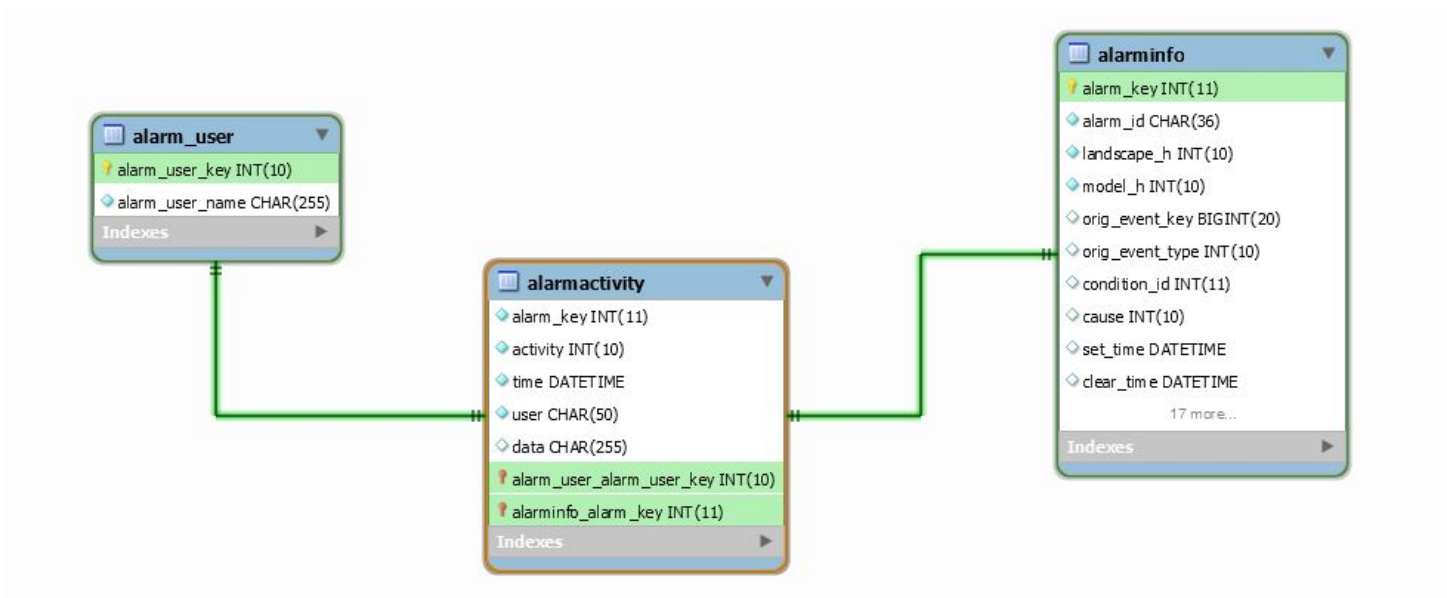 alarm_user
alarm_user_key INT(10)
alarm_user_name CHAR(255)
Indexes
alarmactivity
alarm_key INT(11)
activity INT(10)
time DATETIME
user CHAR(50)
data CHAR(255)
alarm_user_alarm_user_key INT(10)
alarminfo_alarm_key INT(11)
Indexes
alarminfo
alarm_key INT(11)
alarm_id CHAR(36)
landscape_h INT(10)
model_h INT(10)
orig_event_key BIGINT(20)
orig_event_type INT(10)
condition_id INT(11)
cause INT(10)
set_time DATETIME
clear_time DATETIME
17 more...
Indexes